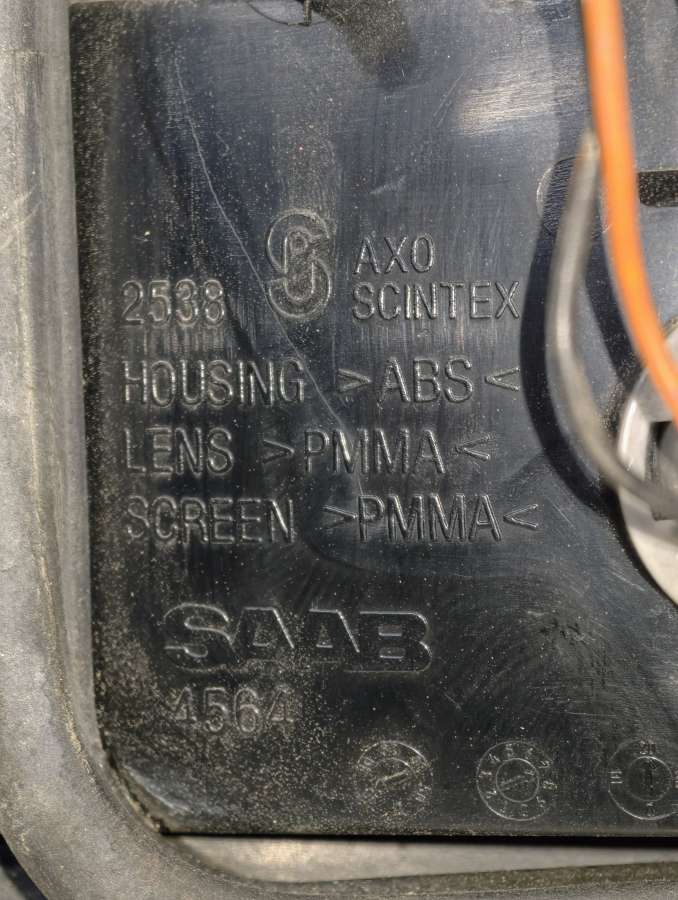 AXO
2538 SCINTEX
HOUSING >ABS<
LENS >PMMA<
SCREEN >PMMA<
SAAB
4564